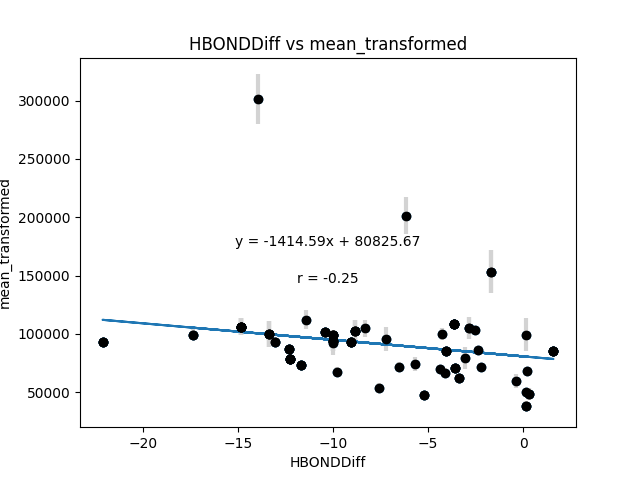 HBONDDiff vs mean_transformed
300000
250000
200000
150000
100000
50000
mean_transformed
y = -1414.59x + 80825.67
r = -0.25
−20
−15
−10
−5
0
HBONDDiff